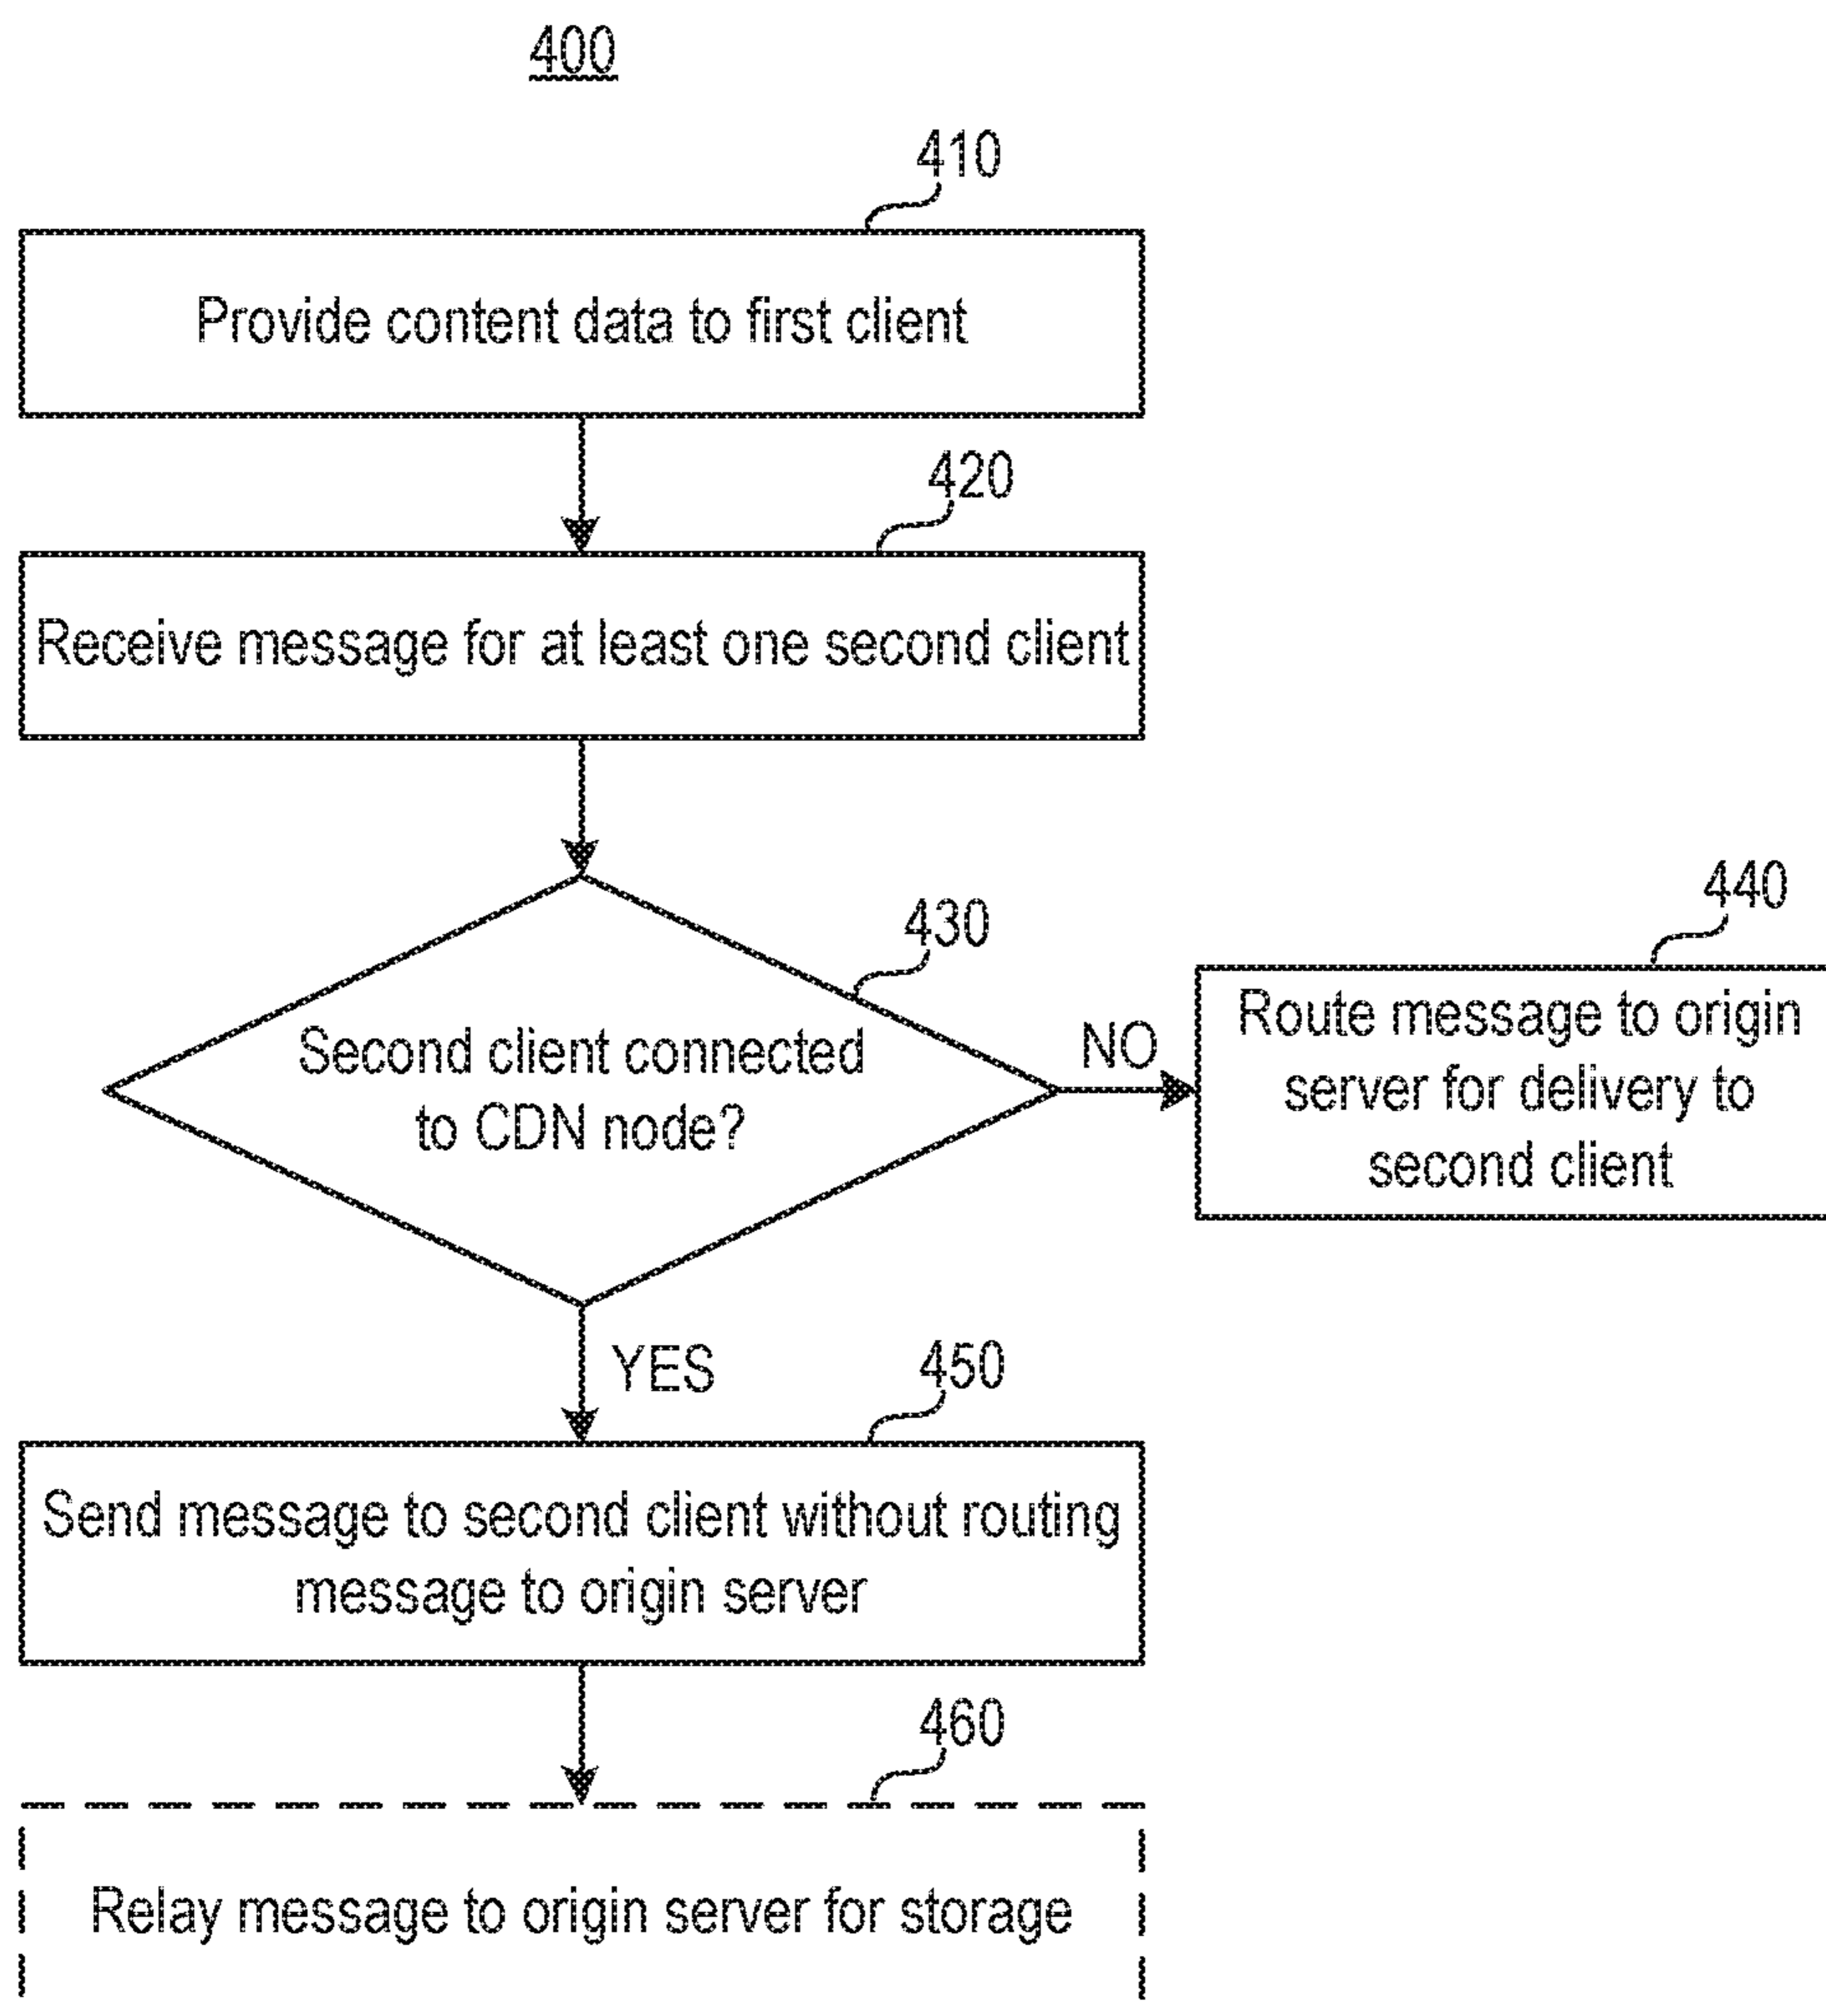 400
410
Provide content data to first client
420
Receive message for at least one second client
430
Second client connected
to CDN node?
NO
440
Route message to origin
server for delivery to
second client
YES
450
Send message to second client without routing
message to origin server
460
Relay message to origin server for storage